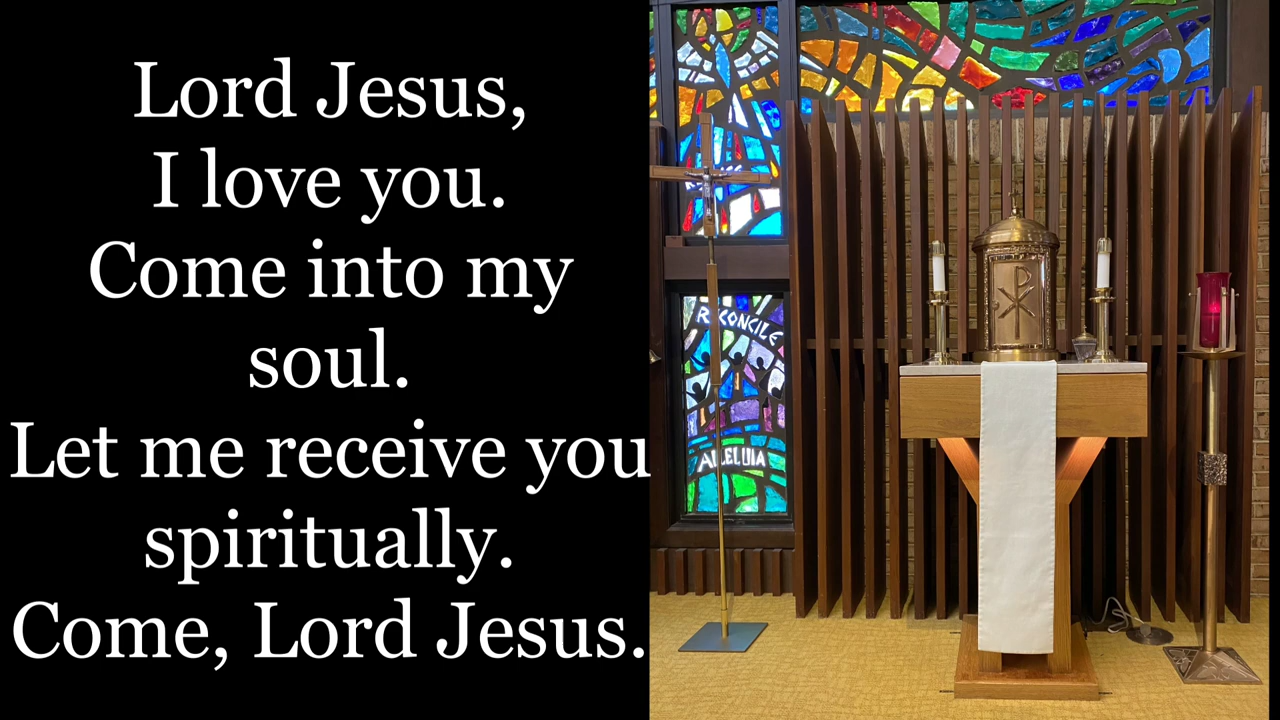 Lord Jesus,
I love you.
Come into my
soul.
Let me receive you
spiritually.
Come, Lord Jesus.
RECONCILE
ALLELUIA